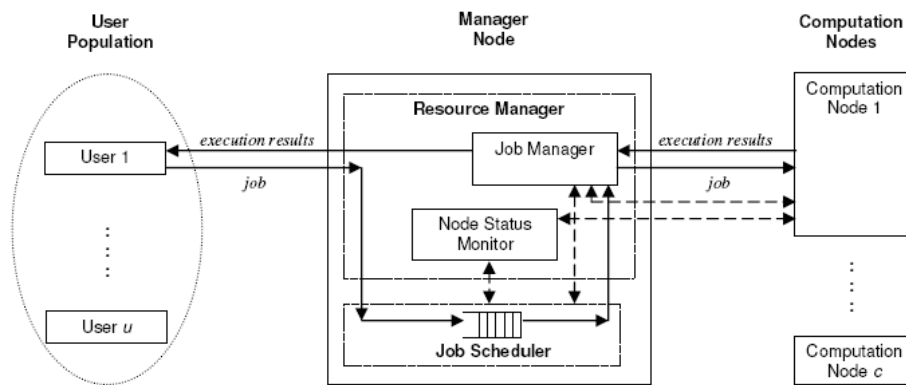 User
Population
Manager
Node
Computation
Nodes
Resource Manager
Computation
Node 1
execution results
Job Manager
execution results
User 1
job
job
Node Status
Monitor
User u
Job Scheduler
Computation
Node c